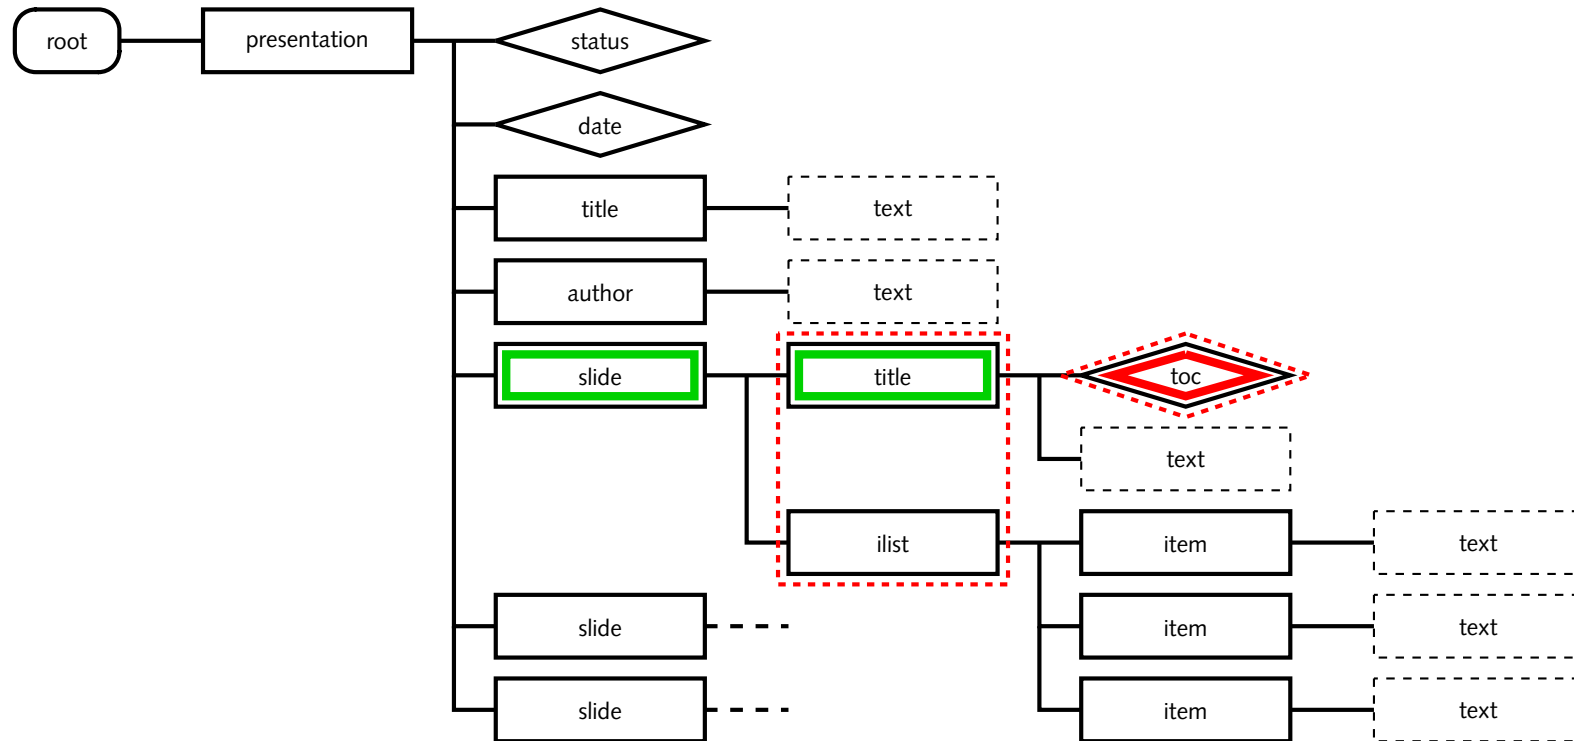 root presentation status
date
title text
author text
slide title toc
text
ilist item text
slide item text
slide item text